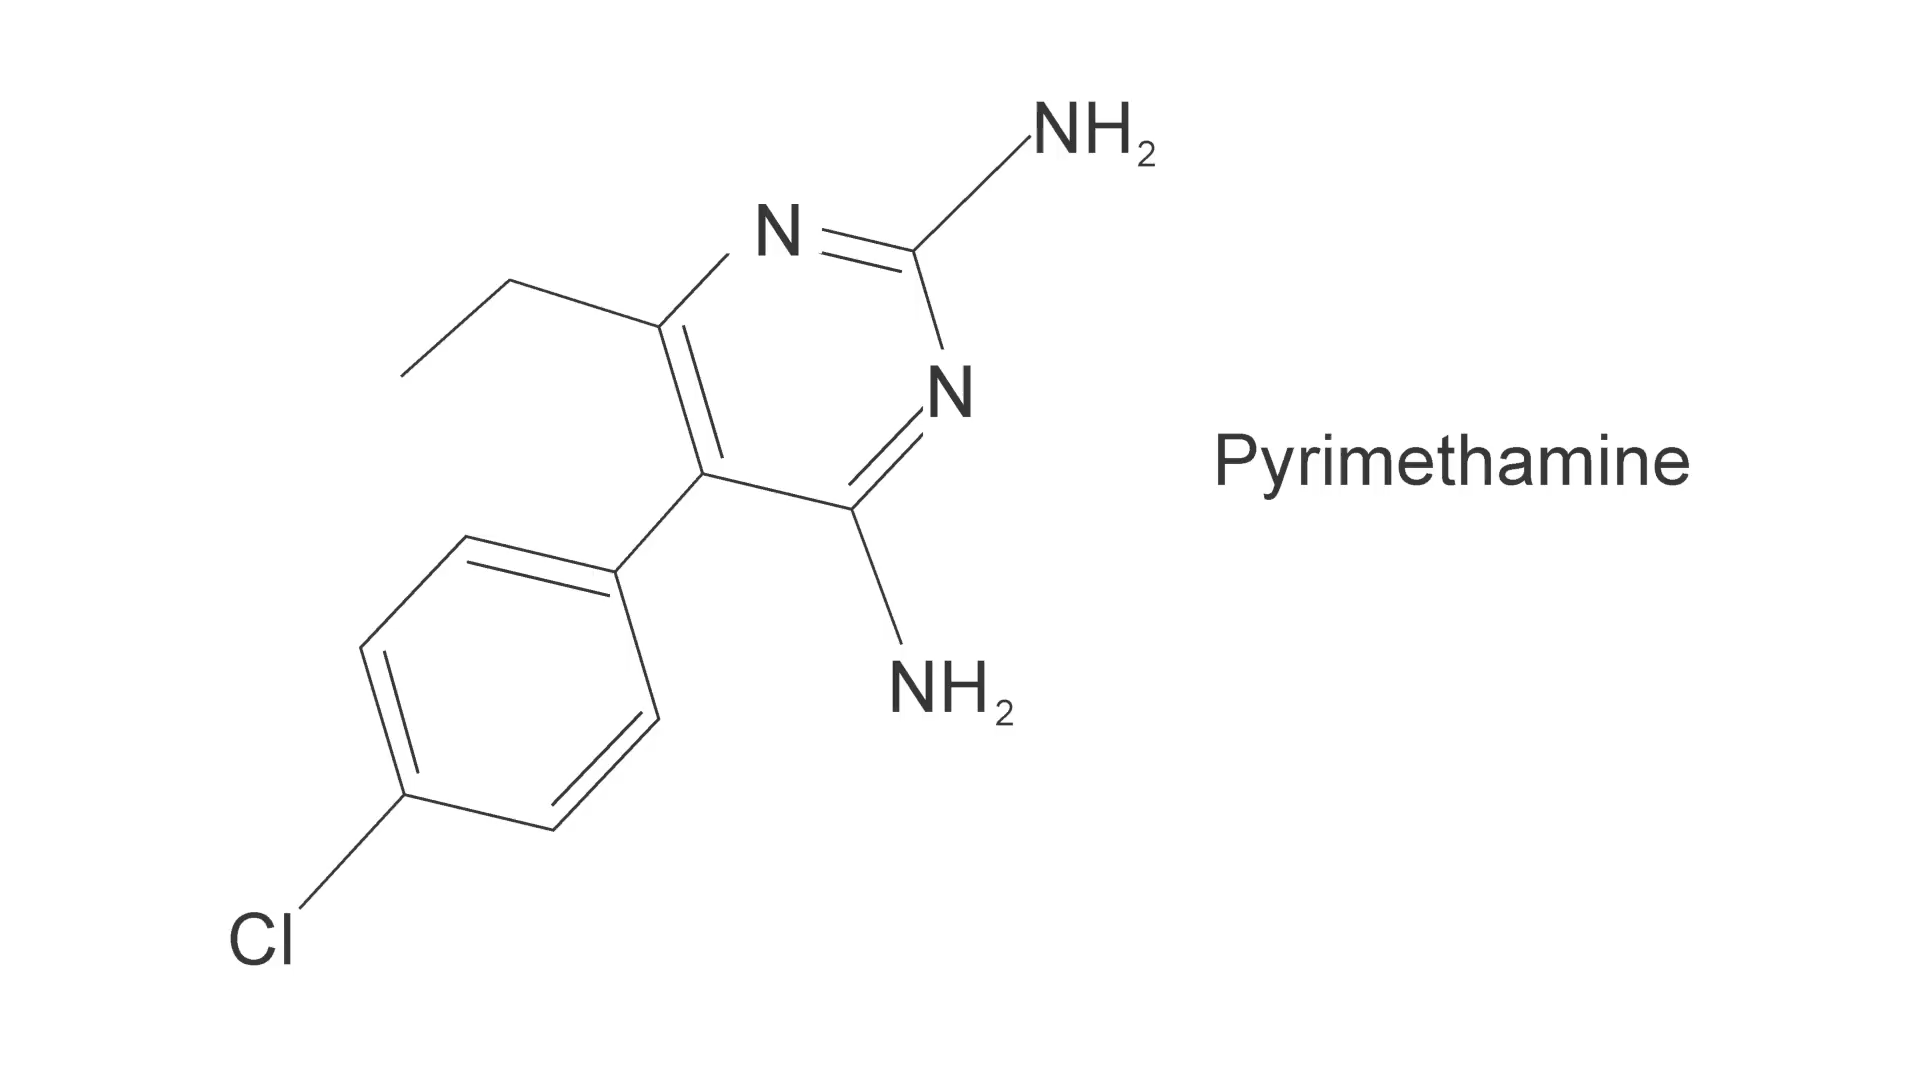 NH₂
N
N
Pyrimethamine
NH₂
Cl